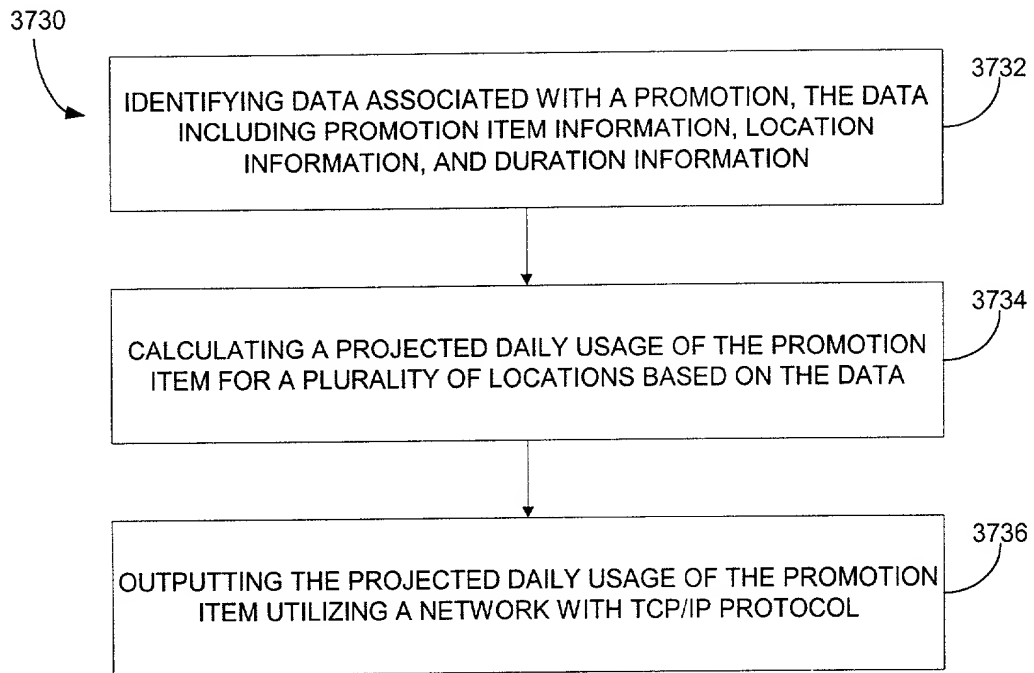 3730
3732
IDENTIFYING DATA ASSOCIATED WITH A PROMOTION, THE DATA
INCLUDING PROMOTION ITEM INFORMATION, LOCATION
INFORMATION, AND DURATION INFORMATION
3734
CALCULATING A PROJECTED DAILY USAGE OF THE PROMOTION
ITEM FOR A PLURALITY OF LOCATIONS BASED ON THE DATA
3736
OUTPUTTING THE PROJECTED DAILY USAGE OF THE PROMOTION
ITEM UTILIZING A NETWORK WITH TCP/IP PROTOCOL